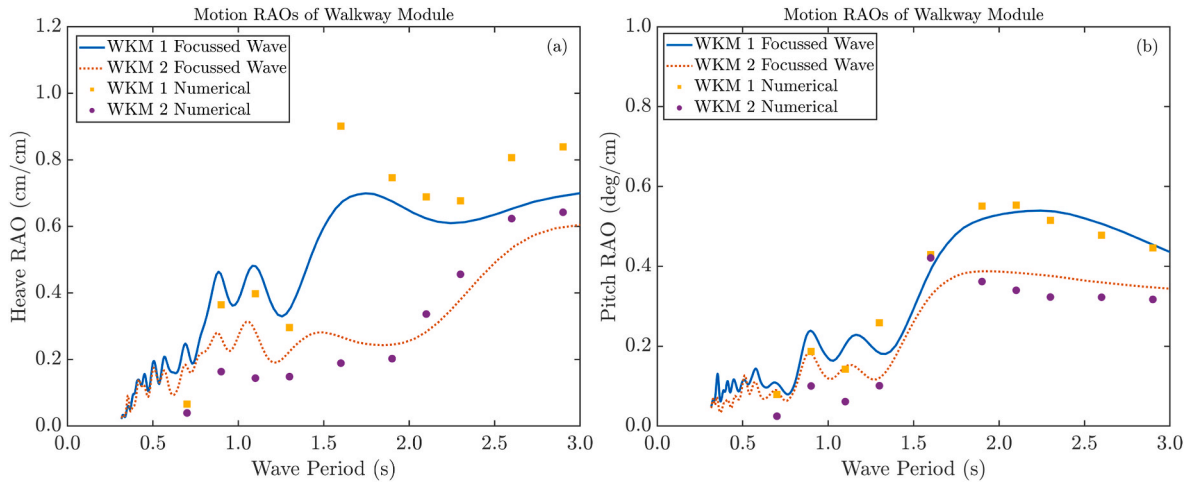 Motion RAOs of Walkway Module
(a)
WKM 1 Focussed Wave
WKM 2 Focussed Wave
WKM 1 Numerical
WKM 2 Numerical
Heave RAO (cm/cm)
1.2
1.0
0.8
0.6
0.4
0.2
0.0
0.0 0.5 1.0 1.5 2.0 2.5 3.0
Wave Period (s)
Motion RAOs of Walkway Module
(b)
WKM 1 Focussed Wave
WKM 2 Focussed Wave
WKM 1 Numerical
WKM 2 Numerical
Pitch RAO (deg/cm)
1.0
0.8
0.6
0.4
0.2
0.0
0.0 0.5 1.0 1.5 2.0 2.5 3.0
Wave Period (s)